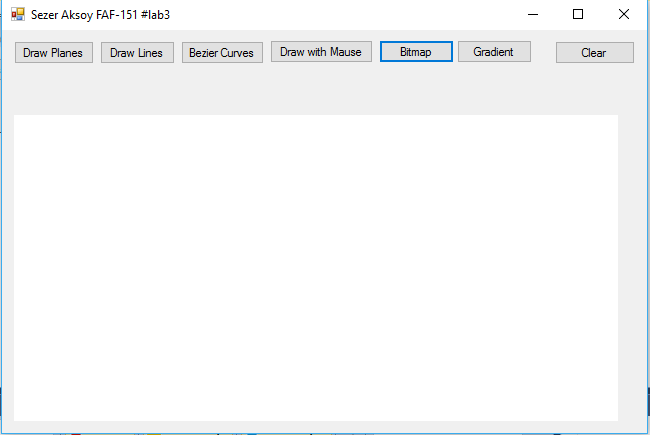 Sezer Aksoy FAF-151 #lab3
Draw Planes Draw Lines Bezier Curves Draw with Mause Bitmap Gradient Clear